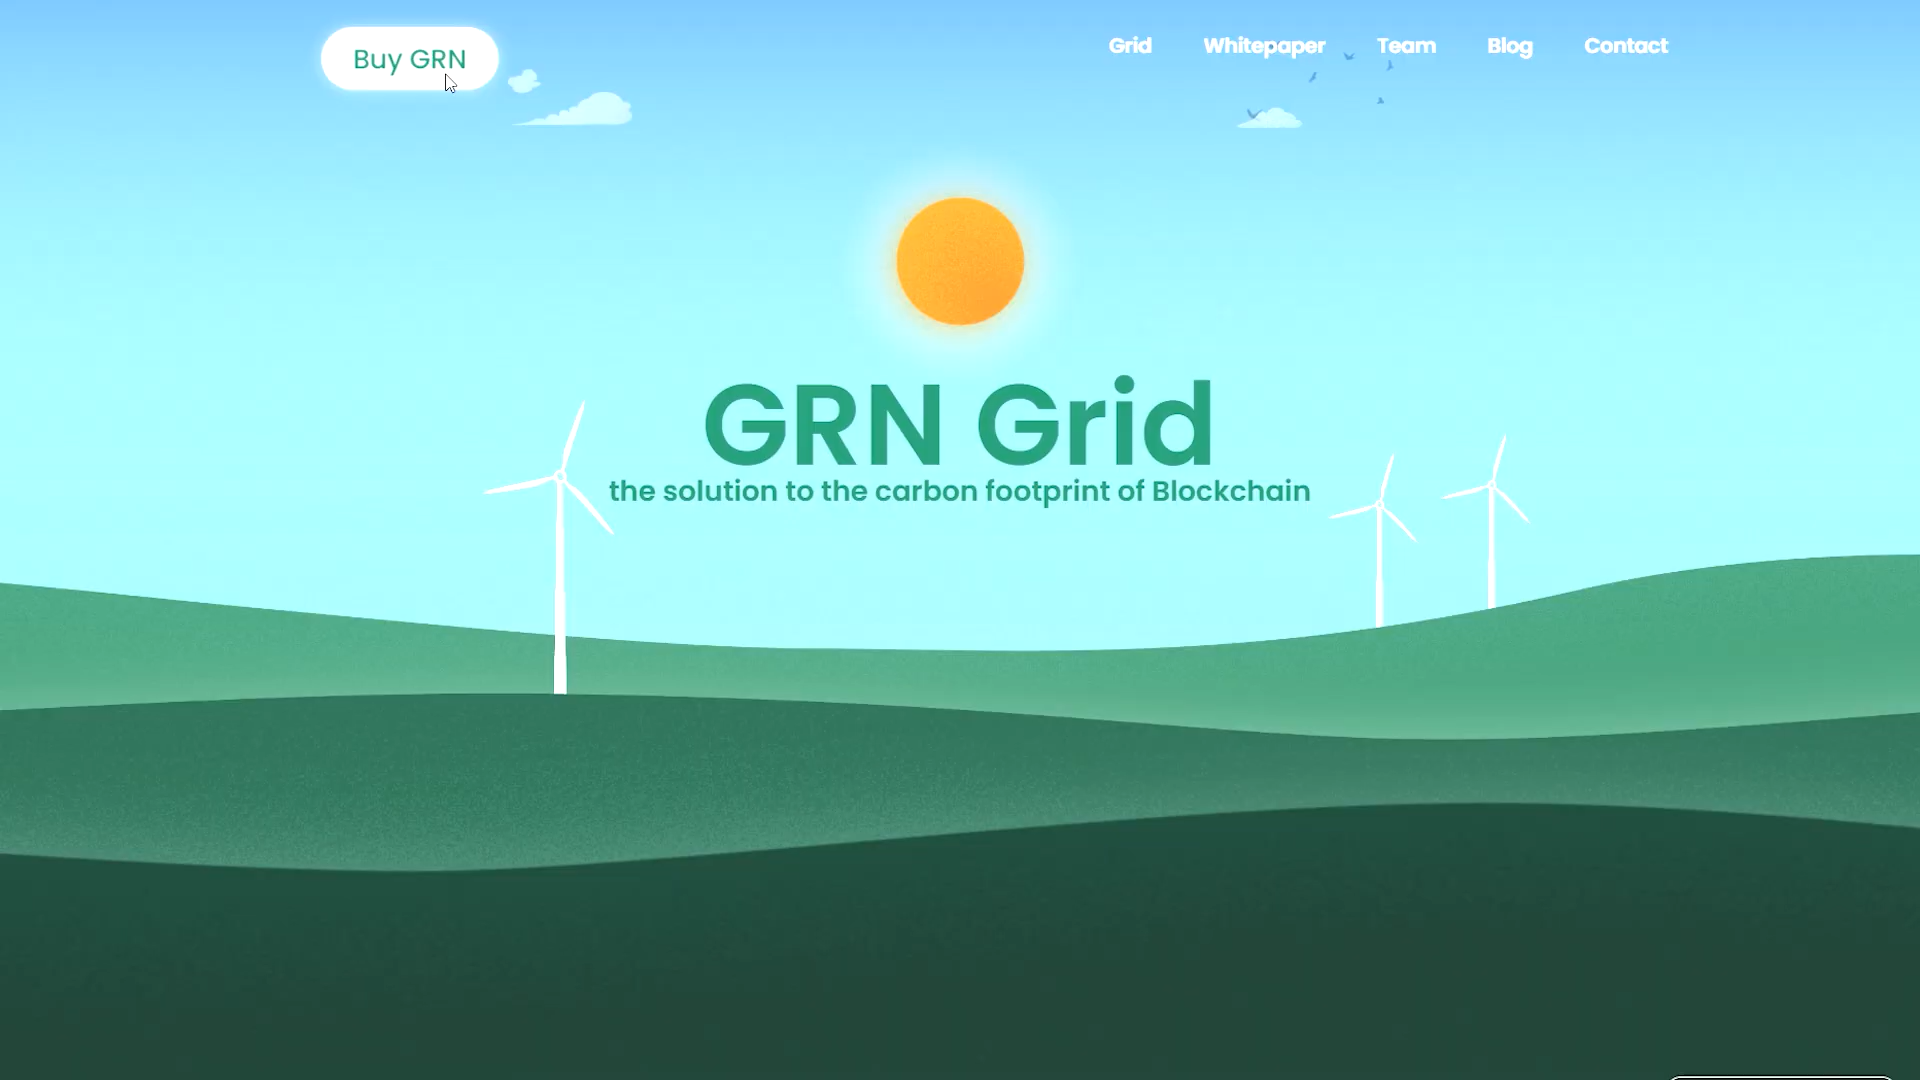 Buy GRN
Grid Whitepaper Team Blog Contact
GRN Grid
the solution to the carbon footprint of Blockchain